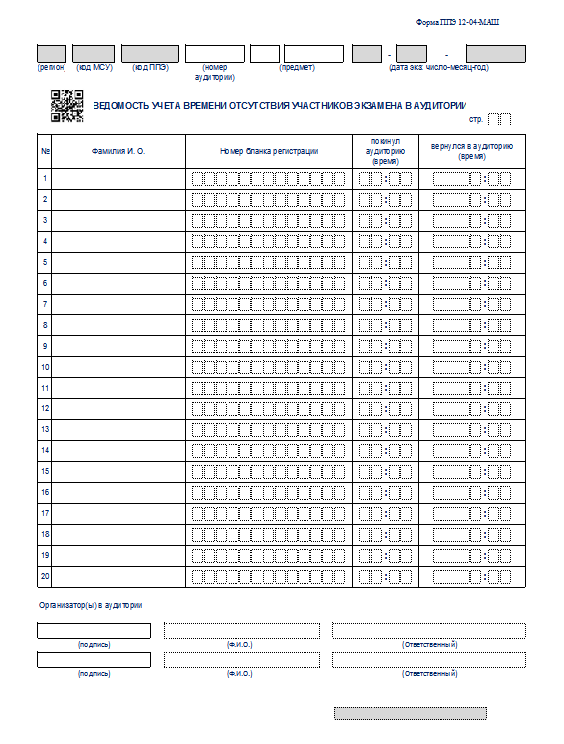 Форма ППЭ 12-04-МАШ
- -
(регион) (код МСУ) (код ППЭ) (номер аудитории) (предмет) (дата экз: число-месяц-год)
ВЕДОМОСТЬ УЧЕТА ВРЕМЕНИ ОТСУТСТВИЯ УЧАСТНИКОВ ЭКЗАМЕНА В АУДИТОРИИ
стр.
№ Фамилия И. О. Номер бланка регистрации покинул аудиторию (время) вернулся в аудиторию (время)
1 : :
2 : :
3 : :
4 : :
5 : :
6 : :
7 : :
8 : :
9 : :
10 : :
11 : :
12 : :
13 : :
14 : :
15 : :
16 : :
17 : :
18 : :
19 : :
20 : :
Организатор(ы) в аудитории
(подпись) (Ф.И.О.) (Ответственный)
(подпись) (Ф.И.О.) (Ответственный)